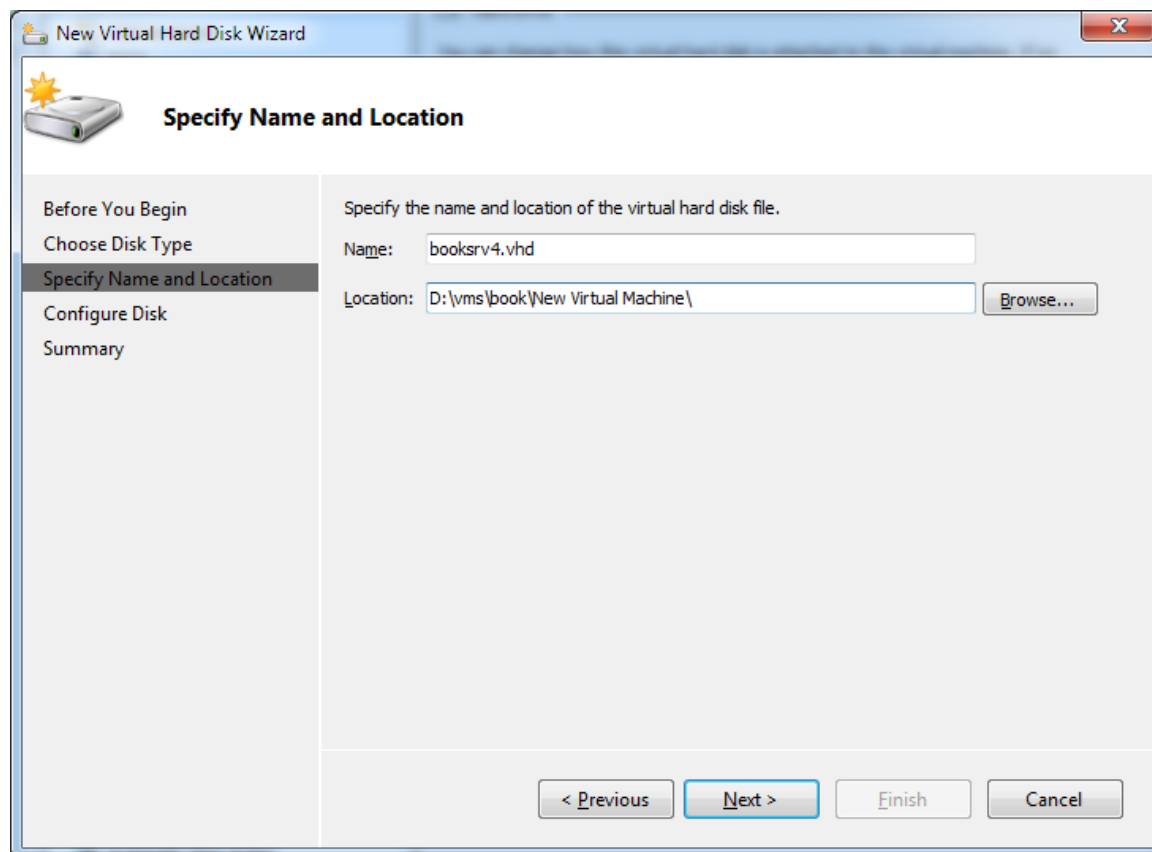 New Virtual Hard Disk Wizard
Specify Name and Location
Before You Begin
Choose Disk Type
Specify Name and Location
Configure Disk
Summary
Specify the name and location of the virtual hard disk file.
Name: booksrv4.vhd
Location: D:\vms\book\New Virtual Machine\ Browse...
< Previous Next > Finish Cancel